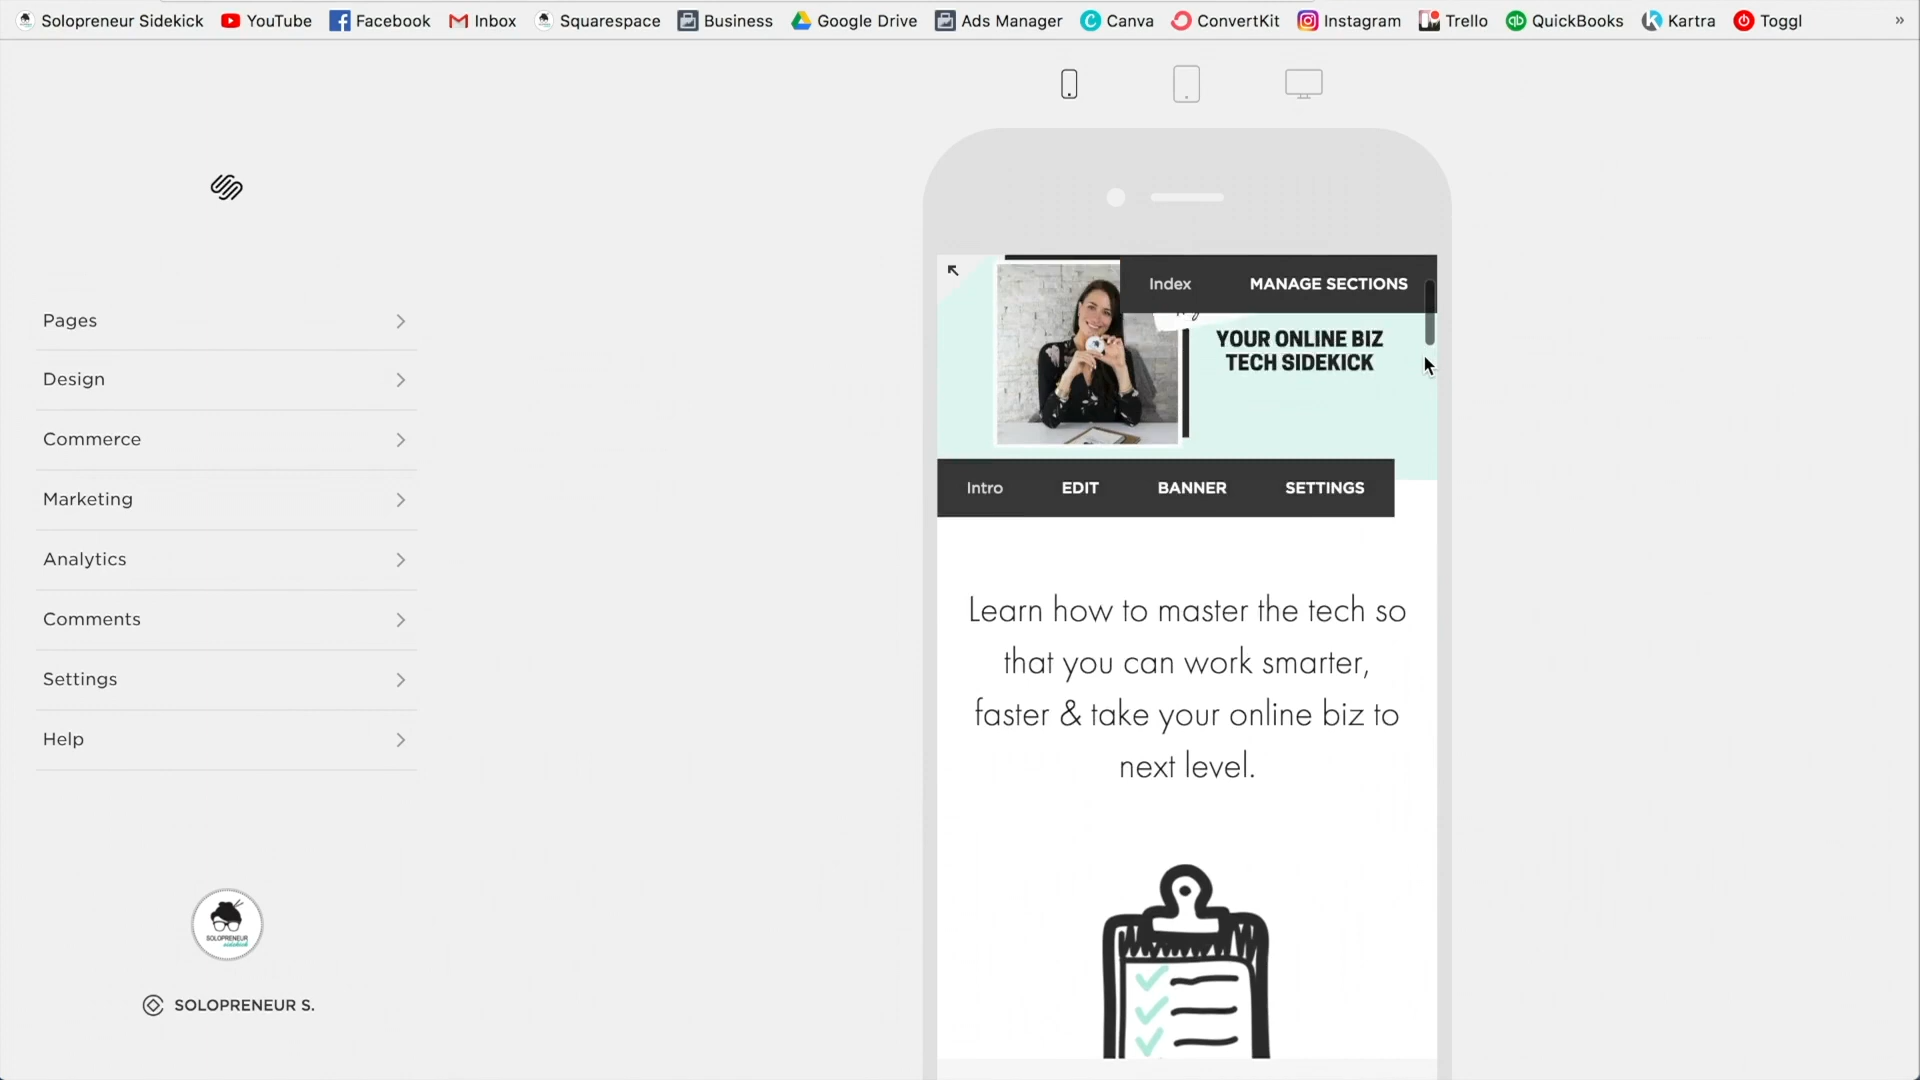 Solopreneur Sidekick YouTube Facebook Inbox Squarespace Business Google Drive Ads Manager Canva ConvertKit Instagram Trello QuickBooks Kartra Toggl »
Pages
Design
Commerce
Marketing
Analytics
Comments
Settings
Help
SOLOPRENEUR
sidekick
SOLOPRENEUR S.
Index MANAGE SECTIONS
YOUR ONLINE BIZ
TECH SIDEKICK
Intro EDIT BANNER SETTINGS
Learn how to master the tech so
that you can work smarter,
faster & take your online biz to
next level.